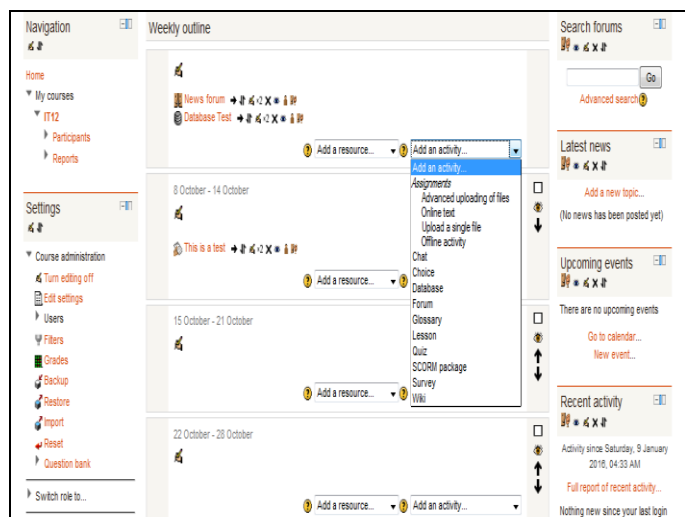 Navigation
Home
My courses
IT12
Participants
Reports
Settings
Course administration
Turn editing off
Edit settings
Users
Filters
Grades
Backup
Restore
Import
Reset
Question bank
Switch role to...
Weekly outline
News forum
Database Test
Add a resource... Add an activity...
Add an activity...
Assignments
Advanced uploading of files
Online text
Upload a single file
Offline activity
Chat
Choice
Database
Forum
Glossary
Lesson
Quiz
SCORM package
Survey
Wiki
8 October - 14 October
This is a test
Add a resource...
15 October - 21 October
Add a resource...
22 October - 28 October
Add a resource... Add an activity...
Search forums
Go
Advanced search
Latest news
Add a new topic...
(No news has been posted yet)
Upcoming events
There are no upcoming events
Go to calendar...
New event...
Recent activity
Activity since Saturday, 9 January
2016, 04:33 AM
Full report of recent activity...
Nothing new since your last login